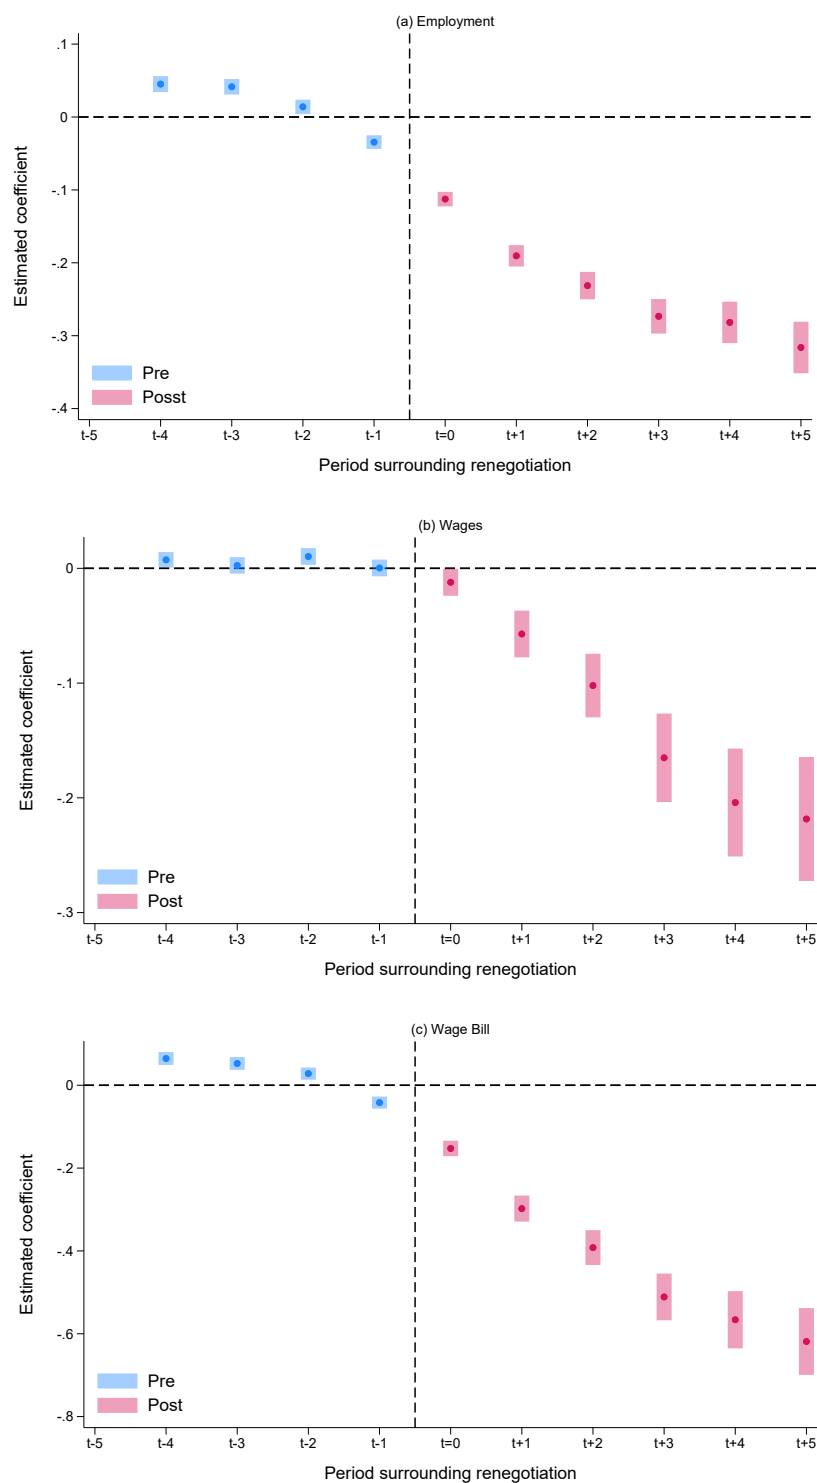 (a) Employment
.1
0
-.1
-.2
-.3
-.4
Estimated coefficient
Pre
Posst
t-5 t-4 t-3 t-2 t-1 t=0 t+1 t+2 t+3 t+4 t+5
Period surrounding renegotiation
(b) Wages
0
-.1
-.2
-.3
Estimated coefficient
Pre
Post
t-5 t-4 t-3 t-2 t-1 t=0 t+1 t+2 t+3 t+4 t+5
Period surrounding renegotiation
(c) Wage Bill
0
-.2
-.4
-.6
-.8
Estimated coefficient
Pre
Post
t-5 t-4 t-3 t-2 t-1 t=0 t+1 t+2 t+3 t+4 t+5
Period surrounding renegotiation